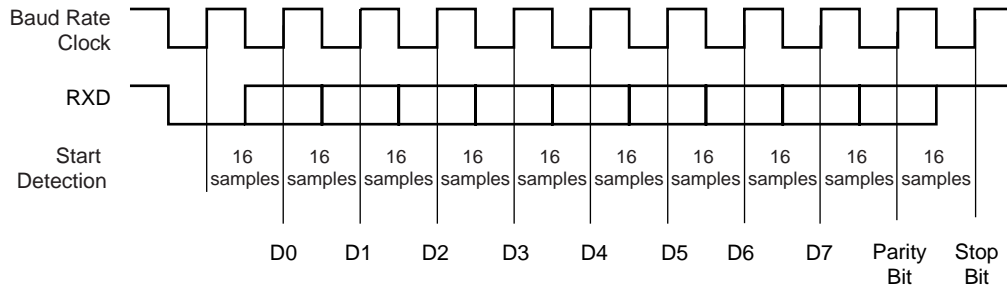 Baud Rate
Clock
RXD
Start
Detection
16 16 16 16 16 16 16 16 16 16
samples samples samples samples samples samples samples samples samples samples
D0 D1 D2 D3 D4 D5 D6 D7 Parity Stop
Bit Bit